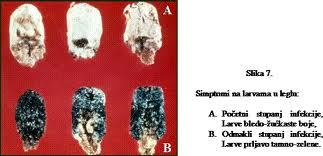 A
B
Slika 7.
Simptomi na larvama u leglu:
A. Početni stupanj infekcije,
Larve bledo-žućkaste boje,
B. Odmakli stupanj infekcije,
Larve prljavo tamno-zelene.